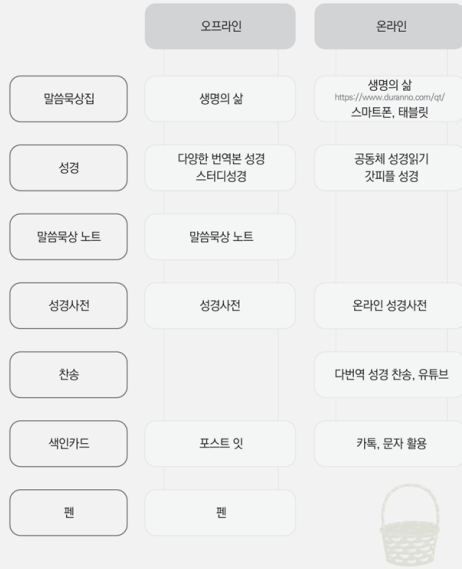 오프라인
온라인
말씀묵상집
생명의 삶
생명의 삶
https://www.duranno.com/qt/
스마트폰, 태블릿
성경
다양한 번역본 성경
스터디성경
공동체 성경읽기
갓피플 성경
말씀묵상 노트
말씀묵상 노트
성경사전
성경사전
온라인 성경사전
찬송
다번역 성경 찬송, 유튜브
색인카드
포스트 잇
카톡, 문자 활용
펜
펜